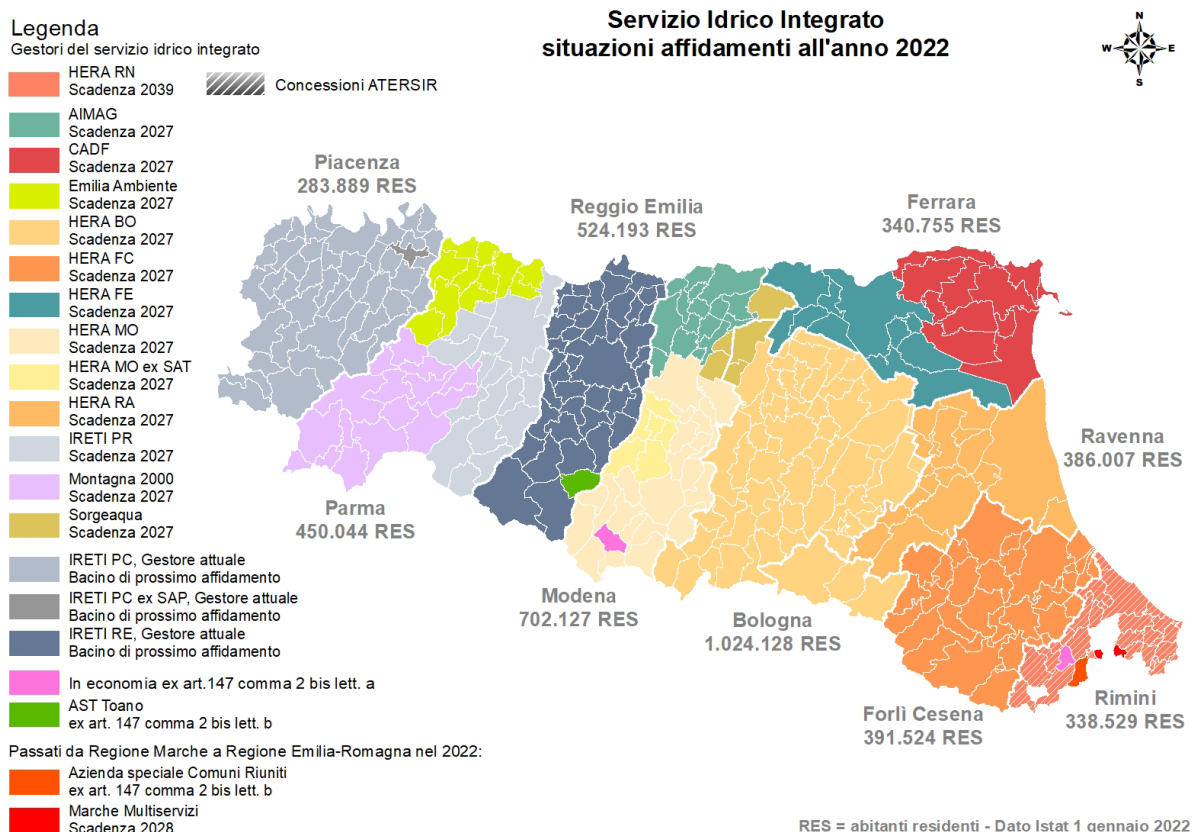 Servizio Idrico Integrato
situazioni affidamenti all'anno 2022
N
W
E
S
Legenda
Gestori del servizio idrico integrato
HERA RN
Scadenza 2039
Concessioni ATERSIR
AIMAG
Scadenza 2027
CADF
Scadenza 2027
Emilia Ambiente
Scadenza 2027
HERA BO
Scadenza 2027
HERA FC
Scadenza 2027
HERA FE
Scadenza 2027
HERA MO
Scadenza 2027
HERA MO ex SAT
Scadenza 2027
HERA RA
Scadenza 2027
IRETI PR
Scadenza 2027
Montagna 2000
Scadenza 2027
Sorgeaqua
Scadenza 2027
IRETI PC, Gestore attuale
Bacino di prossimo affidamento
IRETI PC ex SAP, Gestore attuale
Bacino di prossimo affidamento
IRETI RE, Gestore attuale
Bacino di prossimo affidamento
In economia ex art.147 comma 2 bis lett. a
AST Toano
ex art. 147 comma 2 bis lett. b
Passati da Regione Marche a Regione Emilia-Romagna nel 2022:
Azienda speciale Comuni Riuniti
ex art. 147 comma 2 bis lett. b
Marche Multiservizi
Scadenza 2028
Piacenza
283.889 RES
Reggio Emilia
524.193 RES
Ferrara
340.755 RES
Ravenna
386.007 RES
Parma
450.044 RES
Modena
702.127 RES
Bologna
1.024.128 RES
Forlì Cesena
391.524 RES
Rimini
338.529 RES
RES = abitanti residenti - Dato Istat 1 gennaio 2022